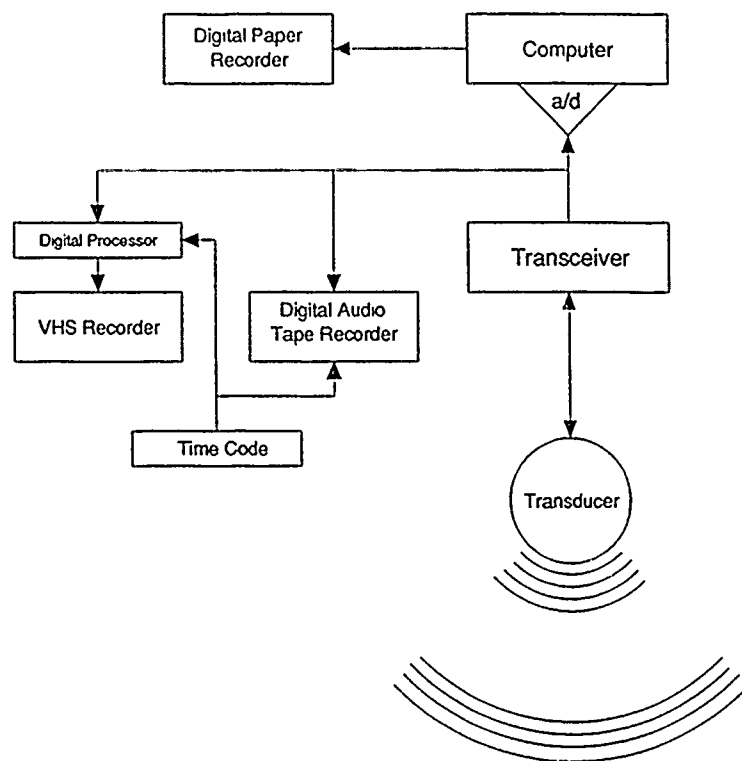 Digital Paper
Recorder
Computer
a/d
Digital Processor
Transceiver
VHS Recorder
Digital Audio
Tape Recorder
Time Code
Transducer